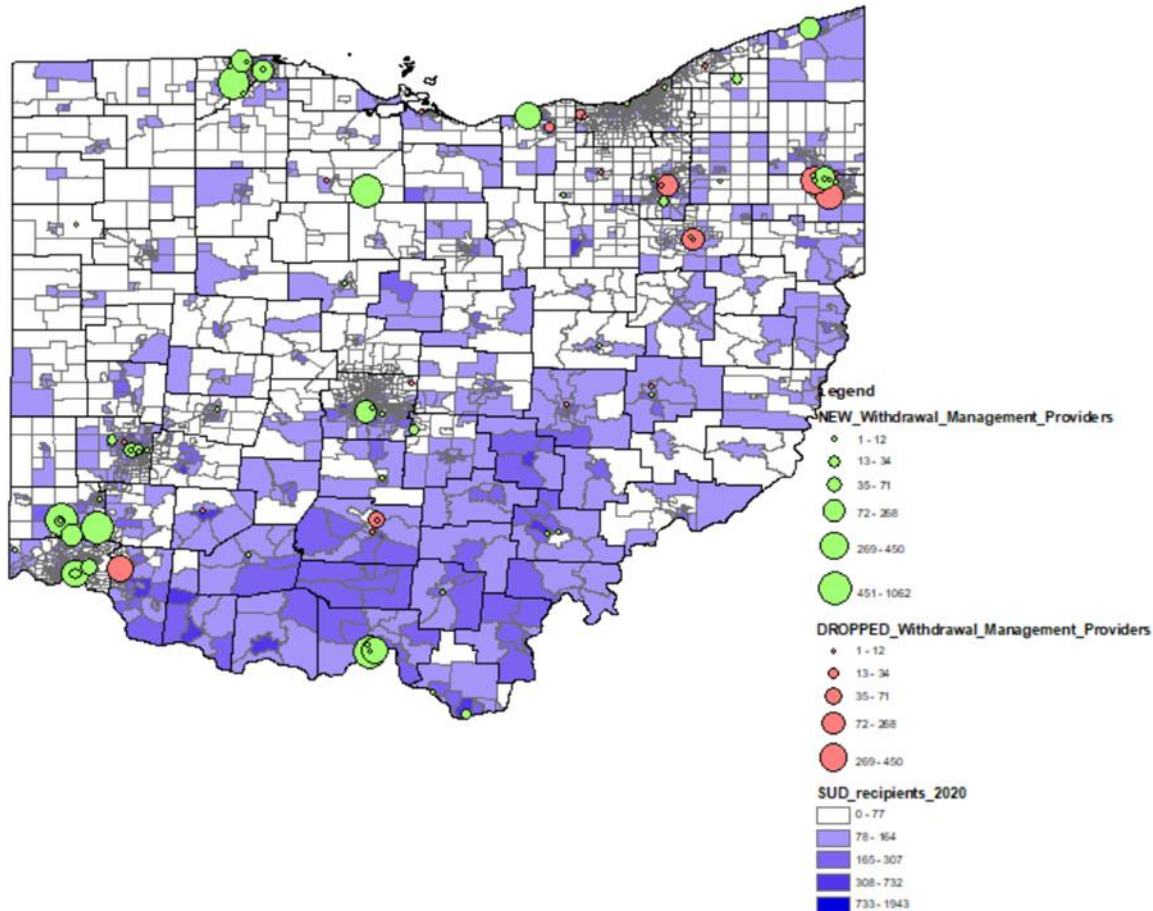 Legend
NEW_Withdrawal_Management_Providers
1 - 12
13 - 34
35 - 71
72 - 268
269 - 450
451 - 1062
DROPPED_Withdrawal_Management_Providers
1 - 12
13 - 34
35 - 71
72 - 268
269 - 450
SUD_recipients_2020
0 - 77
78 - 164
165 - 307
308 - 732
733 - 1943